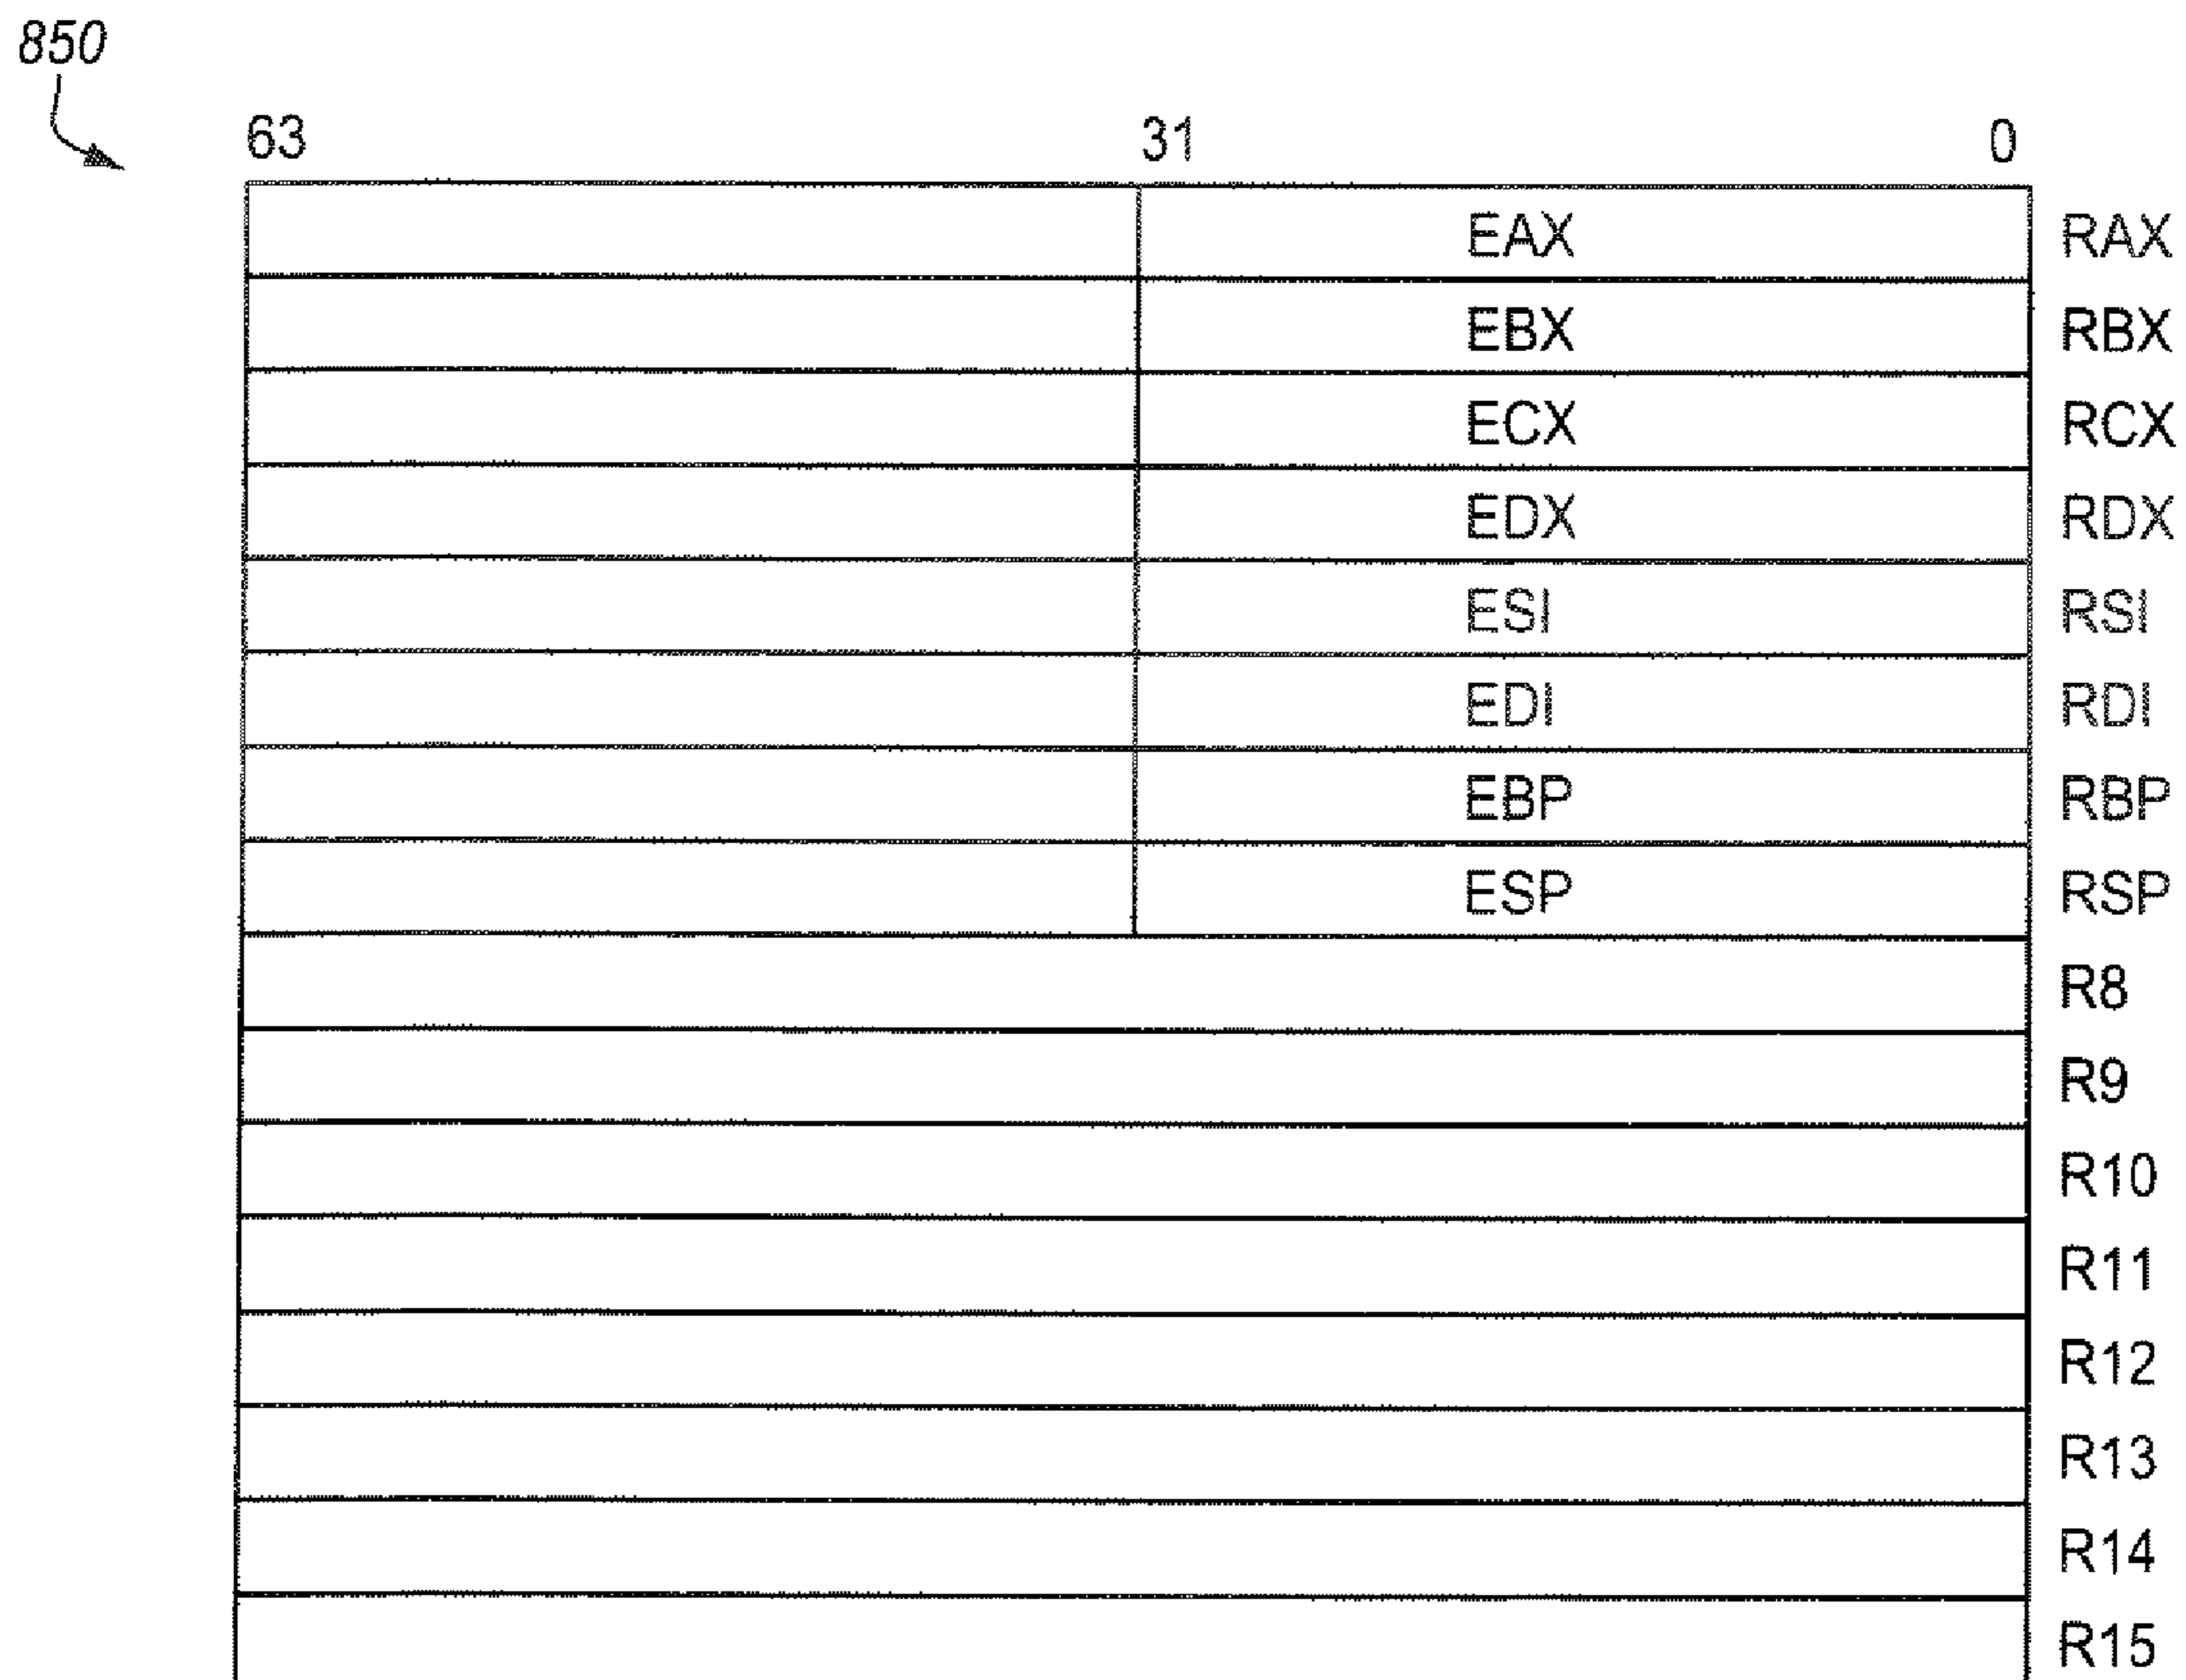 850
63 31 0
EAX RAX
EBX RBX
ECX RCX
EDX RDX
ESI RSI
EDI RDI
EBP RBP
ESP RSP
R8
R9
R10
R11
R12
R13
R14
R15